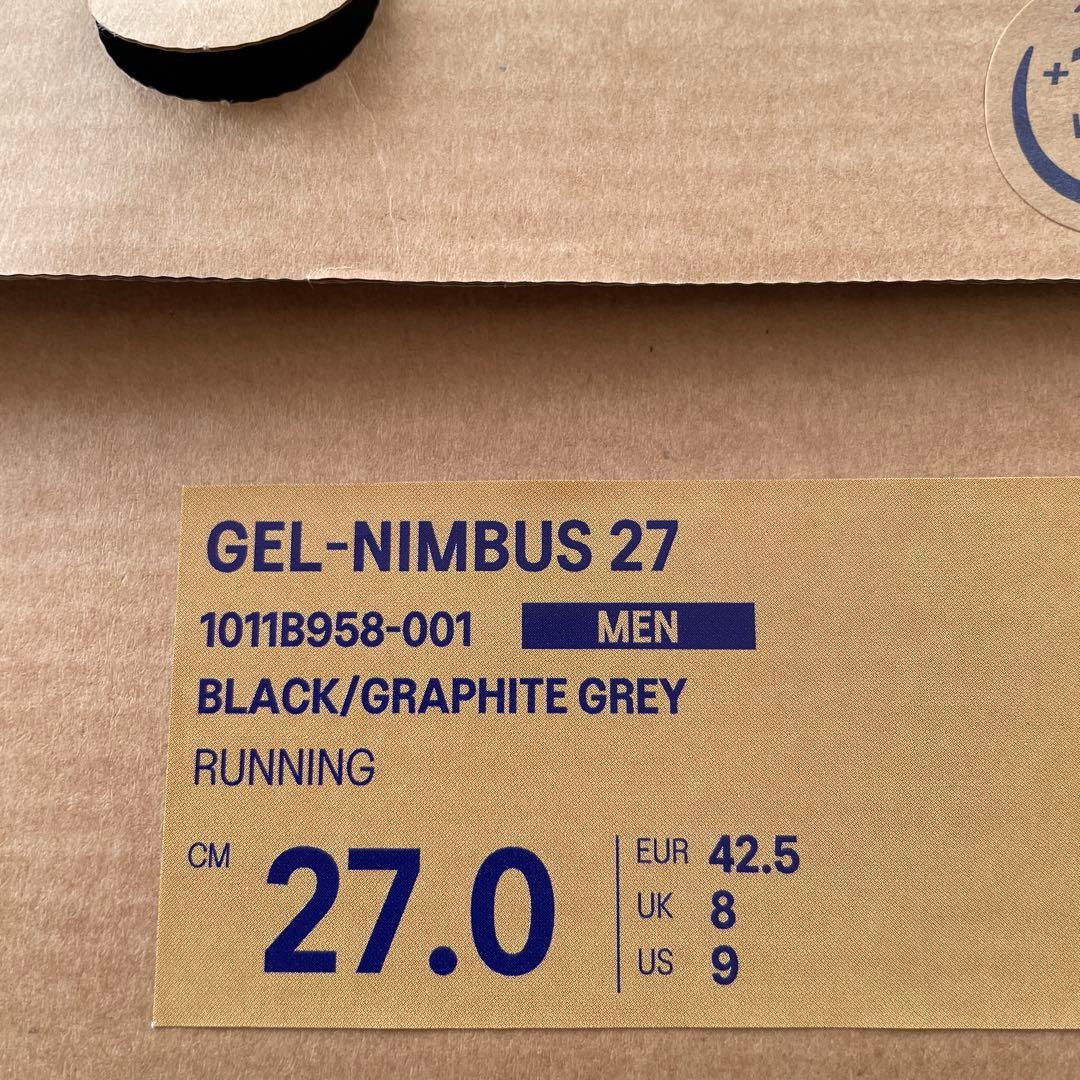 GEL-NIMBUS 27
1011B958-001 MEN
BLACK/GRAPHITE GREY
RUNNING
CM 27.0
EUR 42.5
UK 8
US 9